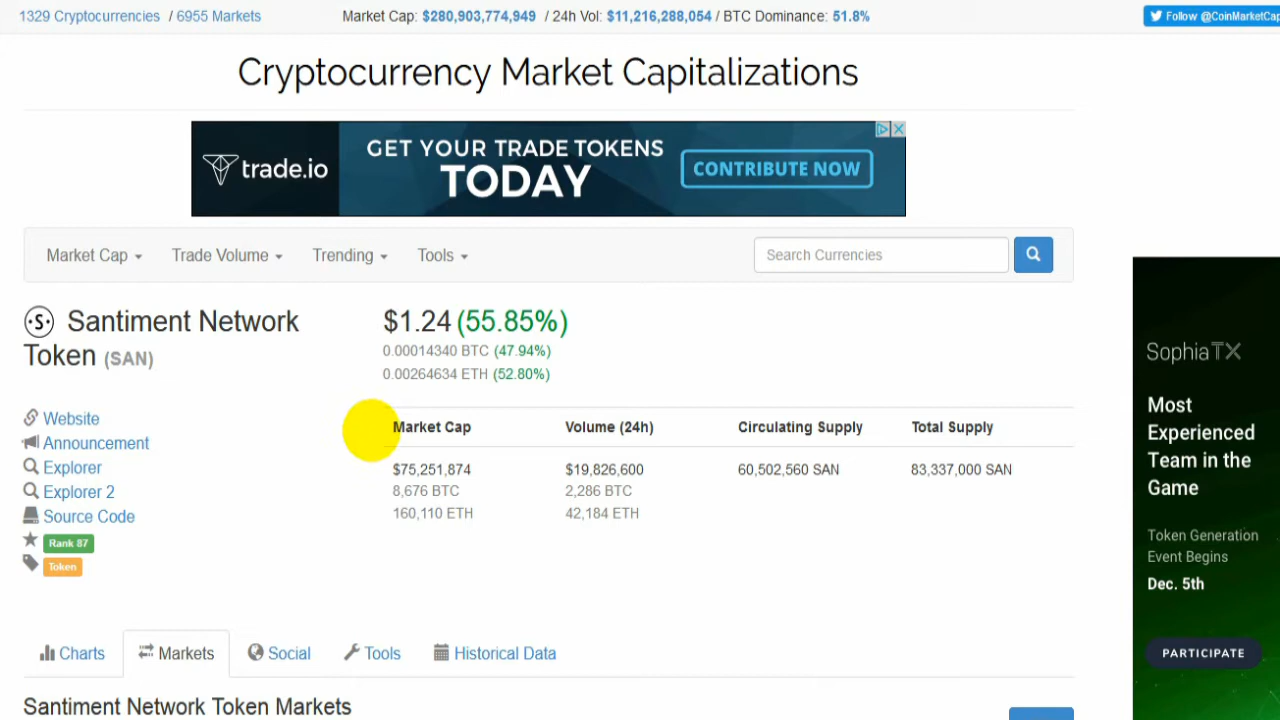 1329 Cryptocurrencies / 6955 Markets Market Cap: $280,903,774,949 / 24h Vol: $11,216,288,054 / BTC Dominance: 51.8% Follow @CoinMarketCap
Cryptocurrency Market Capitalizations
trade.io
GET YOUR TRADE TOKENS
TODAY
CONTRIBUTE NOW
Market Cap Trade Volume Trending Tools Search Currencies
·S· Santiment Network
Token (SAN)
$1.24 (55.85%)
0.00014340 BTC (47.94%)
0.00264634 ETH (52.80%)
Website
Announcement
Explorer
Explorer 2
Source Code
Rank 87
Token
Market Cap Volume (24h) Circulating Supply Total Supply
$75,251,874 $19,826,600 60,502,560 SAN 83,337,000 SAN
8,676 BTC 2,286 BTC
160,110 ETH 42,184 ETH
Charts Markets Social Tools Historical Data
Santiment Network Token Markets
SophiaTX
Most
Experienced
Team in the
Game
Token Generation
Event Begins
Dec. 5th
PARTICIPATE